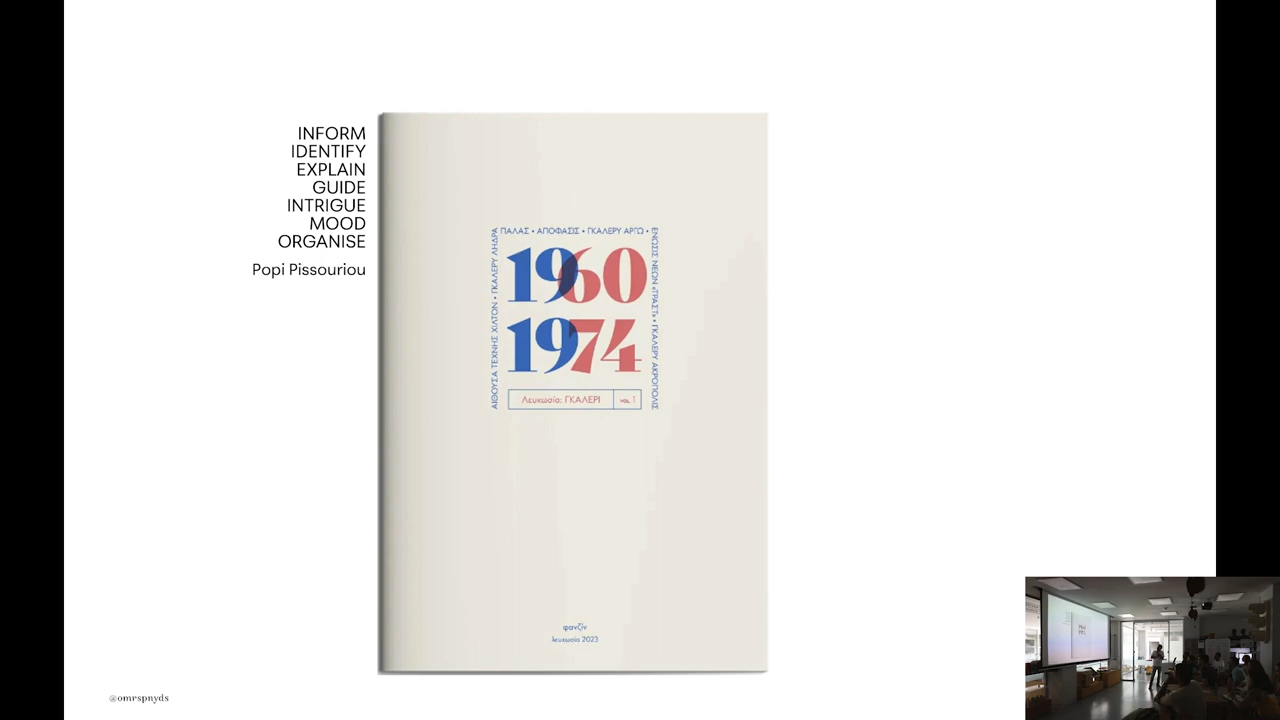 INFORM
IDENTIFY
EXPLAIN
GUIDE
INTRIGUE
MOOD
ORGANISE
Popi Pissouriou
ΠΑΛΑΣ • ΑΠΟΦΑΣΙΣ • ΓΚΑΛΕΡΥ ΑΡΓΩ •
ΕΝΩΣΙΣ ΝΕΩΝ «ΤΡΑΣΤ» • ΓΚΑΛΕΡΥ ΑΚΡΟΠΟΛΙΣ
ΑΙΘΟΥΣΑ ΤΕΧΝΗΣ ΧΙΛΤΟΝ • ΓΚΑΛΕΡΥ ΛΗΔΡΑ
1960
1974
Λευκωσία: ΓΚΑΛΕΡΙ VOL. 1
φανζίν
λευκωσία 2023
@omrspnyds